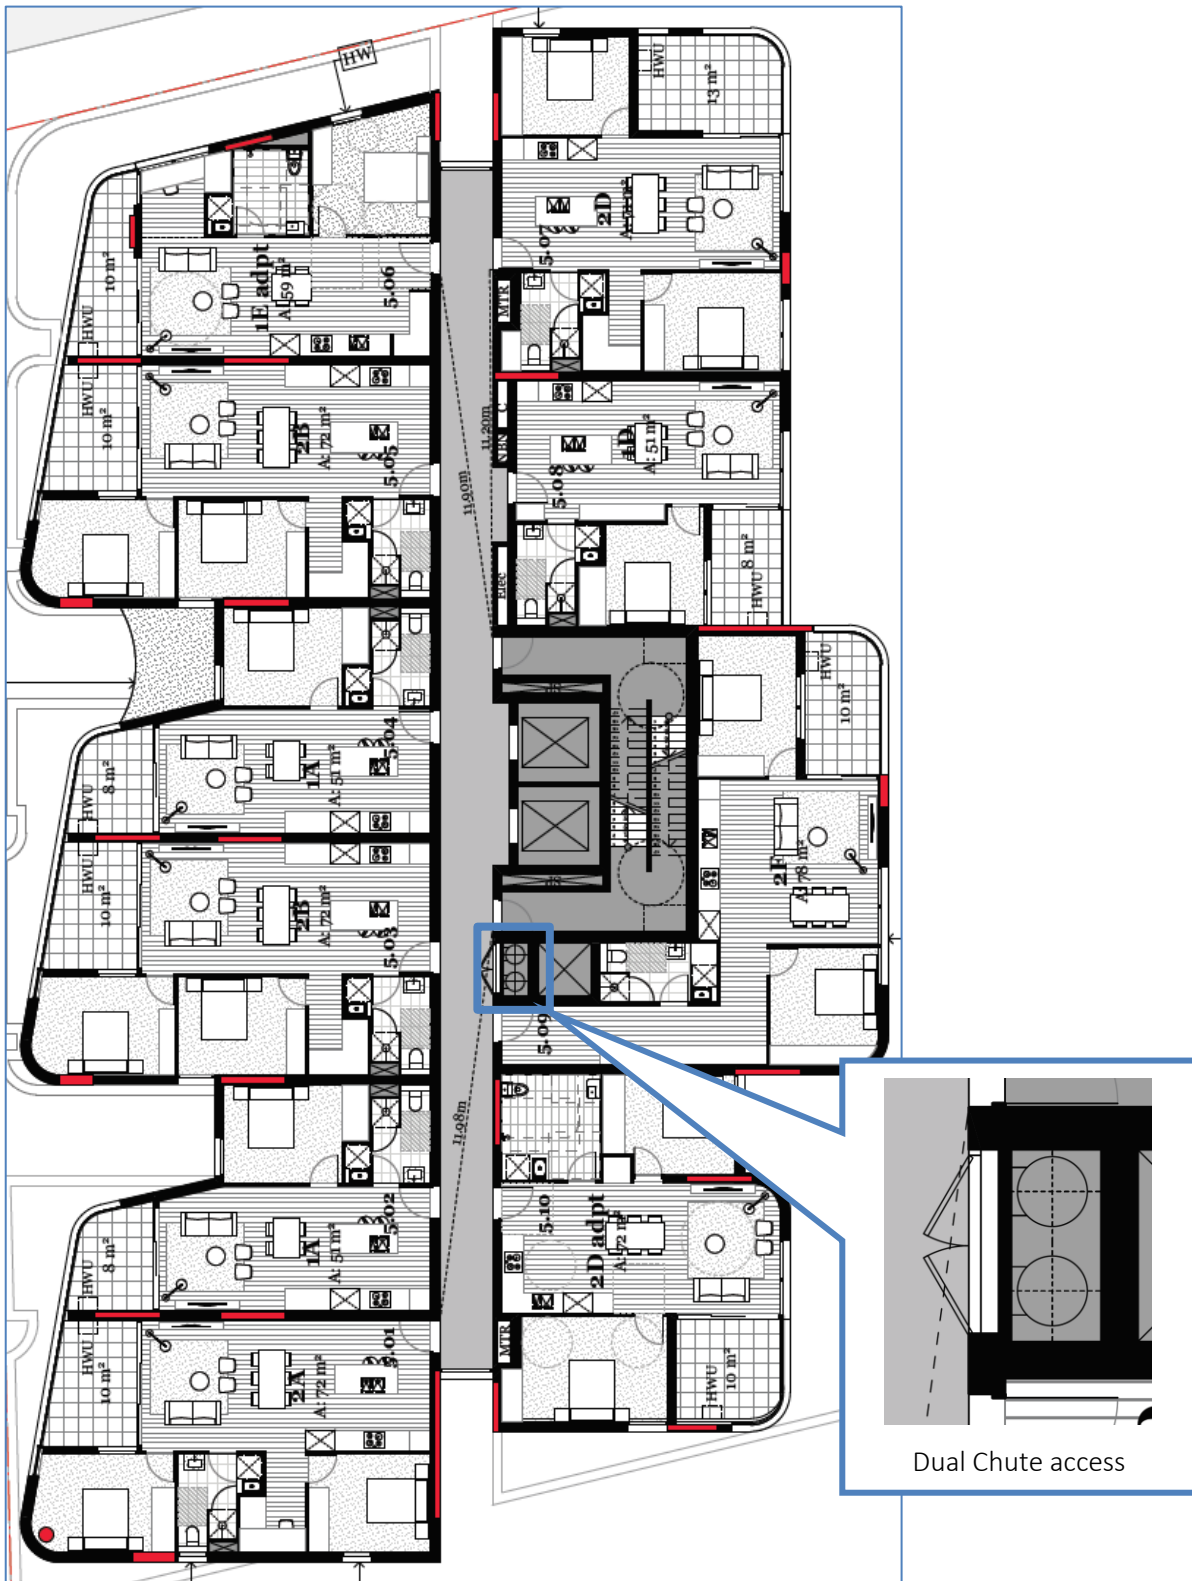 HW
HWU
13 m²
2D
5.07
MTR
10 m²
HWU
1E adpt
A: 59 m²
5.06
HWU
10 m²
2B
A: 72 m²
5.05
11.20m
11.90m
C
NBN
1D
A: 51 m²
5.08
8 m²
HWU
Elec
HWU
10 m²
5.04
1A
A: 51 m²
8 m²
HWU
2F
A: 78 m²
HWU
10 m²
2B
A: 72 m²
5.03
5.09
11.98m
5.02
1A
A: 51 m²
8 m²
HWU
5.10
2D adpt
A: 72 m²
MTR
HWU
10 m²
HWU
10 m²
2A
A: 72 m²
5.01
Dual Chute access